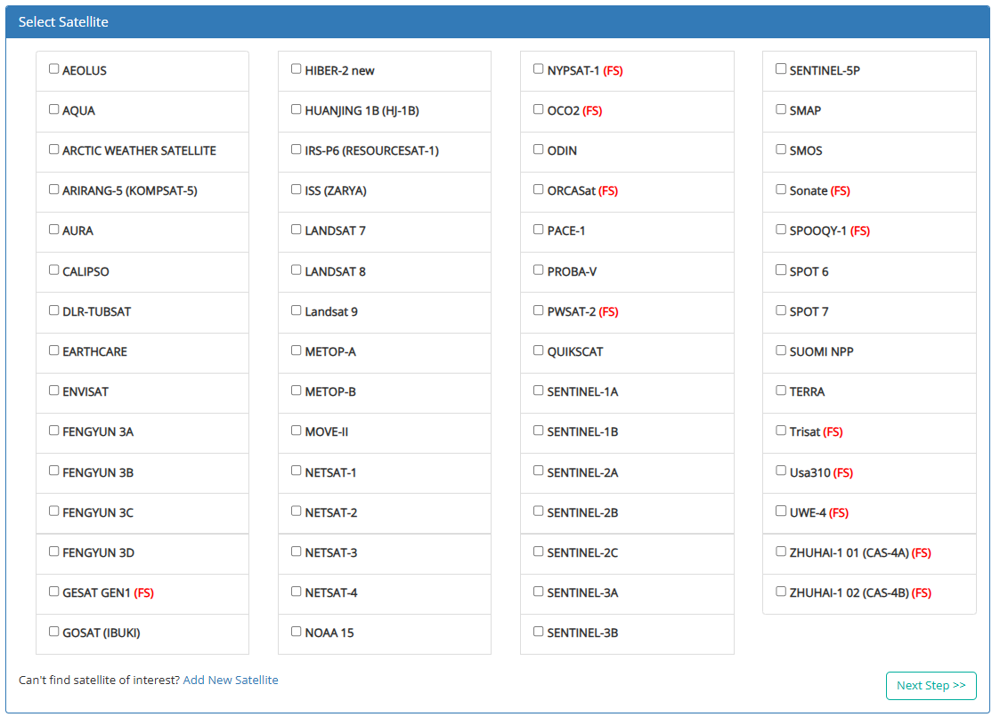 Select Satellite
AEOLUS
AQUA
ARCTIC WEATHER SATELLITE
ARIRANG-5 (KOMPSAT-5)
AURA
CALIPSO
DLR-TUBSAT
EARTHCARE
ENVISAT
FENGYUN 3A
FENGYUN 3B
FENGYUN 3C
FENGYUN 3D
GESAT GEN1 (FS)
GOSAT (IBUKI)
HIBER-2 new
HUANJING 1B (HJ-1B)
IRS-P6 (RESOURCESAT-1)
ISS (ZARYA)
LANDSAT 7
LANDSAT 8
Landsat 9
METOP-A
METOP-B
MOVE-II
NETSAT-1
NETSAT-2
NETSAT-3
NETSAT-4
NOAA 15
NYPSAT-1 (FS)
OCO2 (FS)
ODIN
ORCASat (FS)
PACE-1
PROBA-V
PWSAT-2 (FS)
QUIKSCAT
SENTINEL-1A
SENTINEL-1B
SENTINEL-2A
SENTINEL-2B
SENTINEL-2C
SENTINEL-3A
SENTINEL-3B
SENTINEL-5P
SMAP
SMOS
Sonate (FS)
SPOOQY-1 (FS)
SPOT 6
SPOT 7
SUOMI NPP
TERRA
Trisat (FS)
Usa310 (FS)
UWE-4 (FS)
ZHUHAI-1 01 (CAS-4A) (FS)
ZHUHAI-1 02 (CAS-4B) (FS)
Can't find satellite of interest? Add New Satellite
Next Step >>